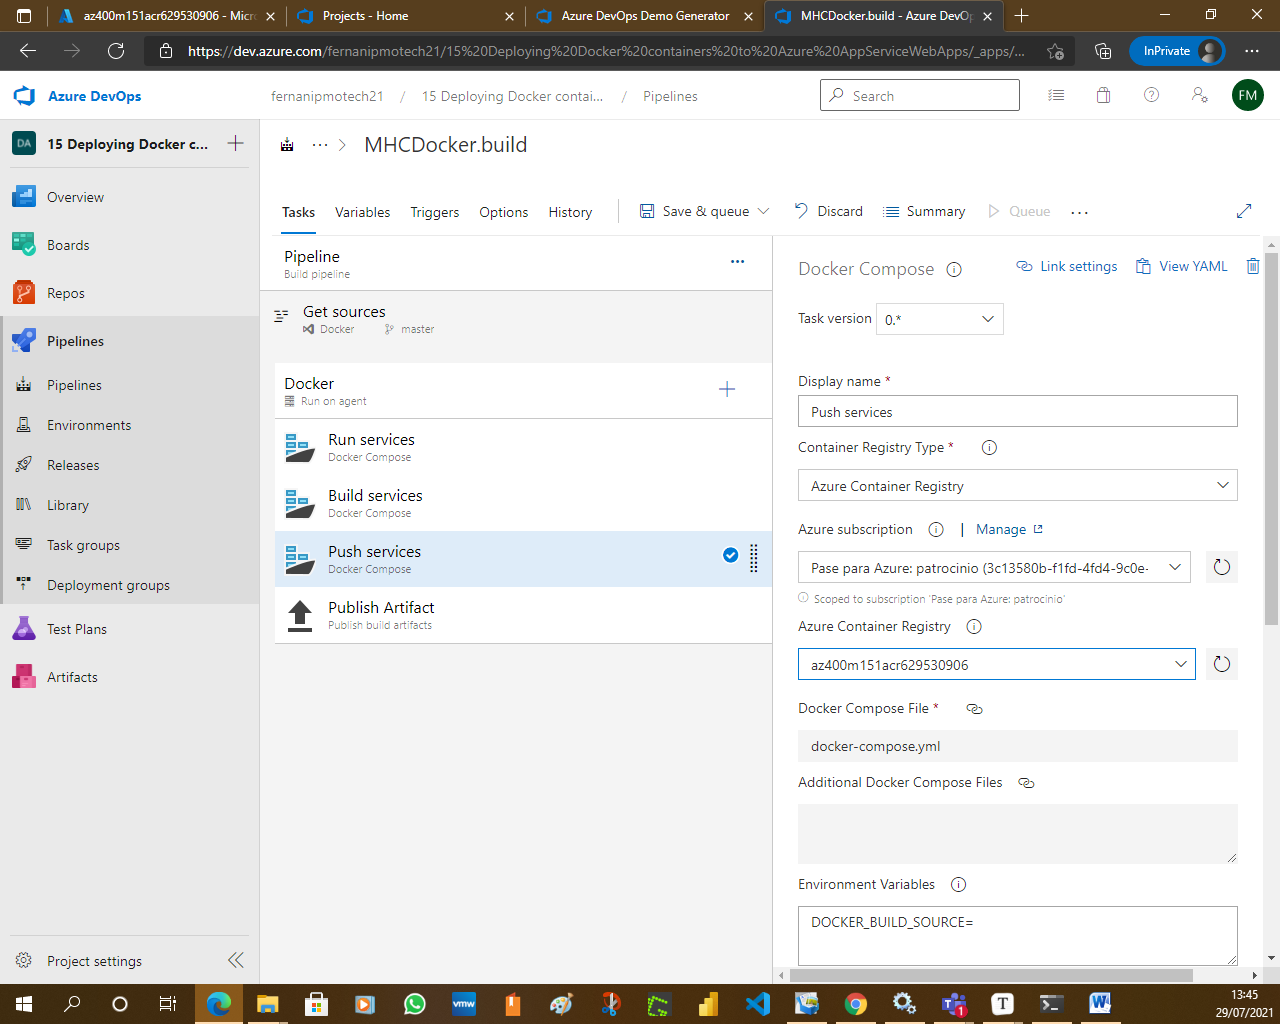 az400m151acr629530906 - Micro
Projects - Home
Azure DevOps Demo Generator
MHCDocker.build - Azure DevOp
https://dev.azure.com/fernanipmotech21/15%20Deploying%20Docker%20containers%20to%20Azure%20AppServiceWebApps/_apps/...
InPrivate
Azure DevOps
fernanipmotech21 / 15 Deploying Docker contai... / Pipelines
Search
FM
DA
15 Deploying Docker c...
MHCDocker.build
Overview
Boards
Repos
Pipelines
Pipelines
Environments
Releases
Library
Task groups
Deployment groups
Test Plans
Artifacts
Project settings
Tasks
Variables
Triggers
Options
History
Save & queue
Discard
Summary
Queue
Pipeline
Build pipeline
Get sources
Docker
master
Docker
Run on agent
Run services
Docker Compose
Build services
Docker Compose
Push services
Docker Compose
Publish Artifact
Publish build artifacts
Docker Compose
Link settings
View YAML
Task version
0.*
Display name *
Push services
Container Registry Type *
Azure Container Registry
Azure subscription | Manage
Pase para Azure: patrocinio (3c13580b-f1fd-4fd4-9c0e-
Scoped to subscription 'Pase para Azure: patrocinio'
Azure Container Registry
az400m151acr629530906
Docker Compose File *
docker-compose.yml
Additional Docker Compose Files
Environment Variables
DOCKER_BUILD_SOURCE=
vmw
1
T
W
13:45
29/07/2021